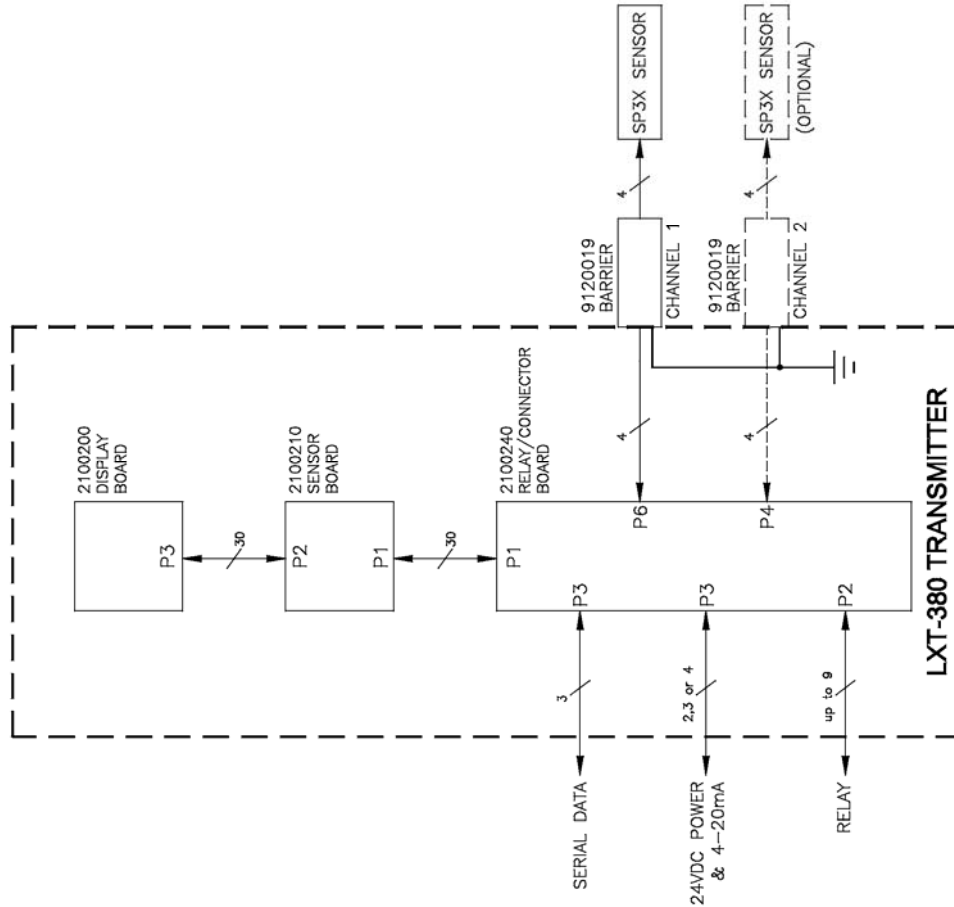 2100200
DISPLAY
BOARD
P3
30
2100210
SENSOR
BOARD
P2
P1
30
2100240
RELAY/CONNECTOR
BOARD
P1
P3
P3
P2
P6
P4
SERIAL DATA
3
24VDC POWER
& 4-20mA
2,3 or 4
RELAY
up to 9
4
9120019
BARRIER
CHANNEL 1
4
SP3X SENSOR
4
9120019
BARRIER
CHANNEL 2
4
SP3X SENSOR
(OPTIONAL)
LXT-380 TRANSMITTER